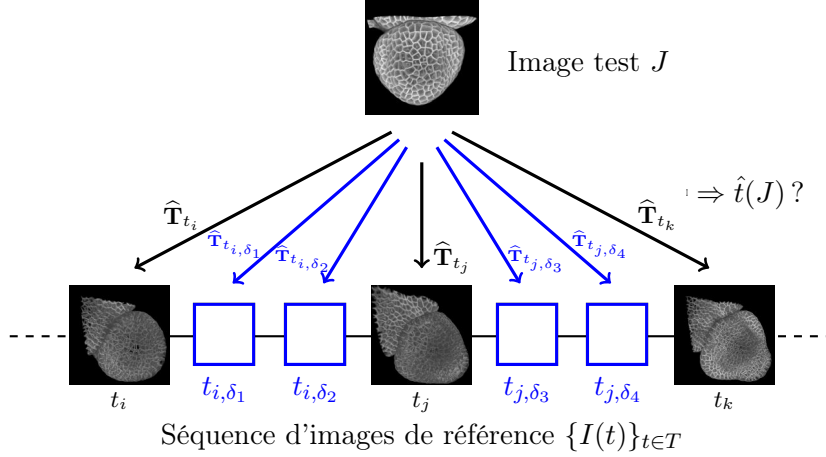 Image test J
⇒ t̂(J) ?
T̂_{t_i}
T̂_{t_{i,δ_1}}
T̂_{t_{i,δ_2}}
T̂_{t_j}
T̂_{t_{j,δ_3}}
T̂_{t_{j,δ_4}}
T̂_{t_k}
t_i
t_{i,δ_1}
t_{i,δ_2}
t_j
t_{j,δ_3}
t_{j,δ_4}
t_k
Séquence d'images de référence {I(t)}_{t∈T}